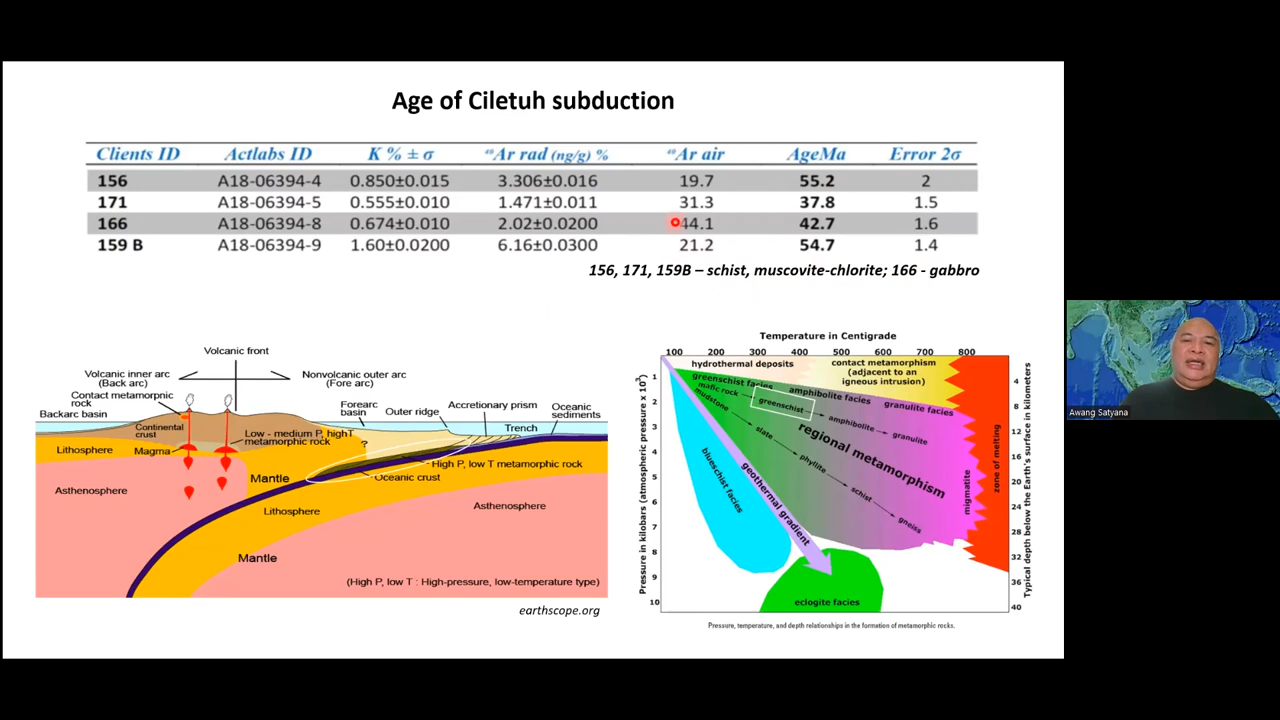 Age of Ciletuh subduction
Clients ID Actlabs ID K % ± σ ⁴⁰Ar rad (ng/g) % ⁴⁰Ar air AgeMa Error 2σ
156 A18-06394-4 0.850±0.015 3.306±0.016 19.7 55.2 2
171 A18-06394-5 0.555±0.010 1.471±0.011 31.3 37.8 1.5
166 A18-06394-8 0.674±0.010 2.02±0.0200 44.1 42.7 1.6
159 B A18-06394-9 1.60±0.0200 6.16±0.0300 21.2 54.7 1.4
156, 171, 159B – schist, muscovite-chlorite; 166 - gabbro
Volcanic front
Volcanic inner arc
(Back arc)
Nonvolcanic outer arc
(Fore arc)
Contact metamorphic
rock
Backarc basin
Forearc
basin
Outer ridge
Accretionary prism
Oceanic
sediments
Trench
Continental
crust
Low - medium P, high T
metamorphic rock
?
Lithosphere
Magma
High P, low T metamorphic rock
Mantle
Oceanic crust
Asthenosphere
Lithosphere
Asthenosphere
Mantle
(High P, low T : High-pressure, low-temperature type)
earthscope.org
Temperature in Centigrade
100 200 300 400 500 600 700 800
hydrothermal deposits
contact metamorphism
(adjacent to an
igneous intrusion)
greenschist facies
amphibolite facies
granulite facies
mafic rock
greenschist
amphibolite
granulite
mudstone
slate
phyllite
schist
gneiss
regional metamorphism
blueschist facies
geothermal gradient
migmatite
zone of melting
eclogite facies
Pressure in kilobars (atmospheric pressure x 10³)
1
2
3
4
5
6
7
8
9
10
4
8
12
16
20
24
28
32
36
40
Typical depth below the Earth's surface in kilometers
Pressure, temperature, and depth relationships in the formation of metamorphic rocks.
Awang Satyana